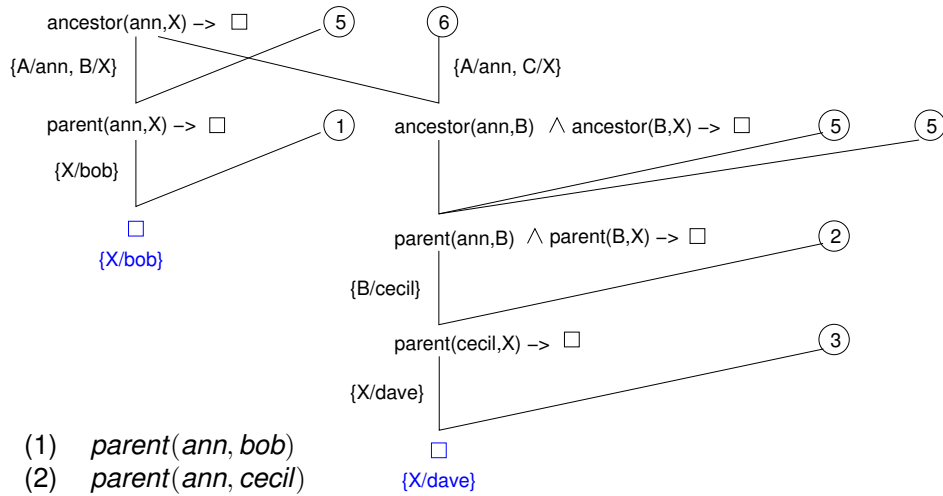 ancestor(ann,X) −> □ ⑤ ⑥
{A/ann, B/X} {A/ann, C/X}
parent(ann,X) −> □ ① ancestor(ann,B) ∧ ancestor(B,X) −> □ ⑤ ⑤
{X/bob}
□
{X/bob}
parent(ann,B) ∧ parent(B,X) −> □ ②
{B/cecil}
parent(cecil,X) −> □ ③
{X/dave}
□
{X/dave}
(1) parent(ann, bob)
(2) parent(ann, cecil)